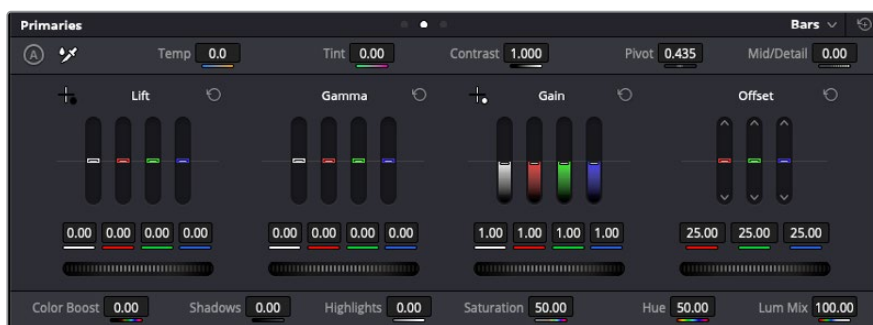 Primaries Bars
A Temp 0.0 Tint 0.00 Contrast 1.000 Pivot 0.435 Mid/Detail 0.00
Lift Gamma Gain Offset
0.00 0.00 0.00 0.00 0.00 0.00 0.00 0.00 1.00 1.00 1.00 1.00 25.00 25.00 25.00
Color Boost 0.00 Shadows 0.00 Highlights 0.00 Saturation 50.00 Hue 50.00 Lum Mix 100.00